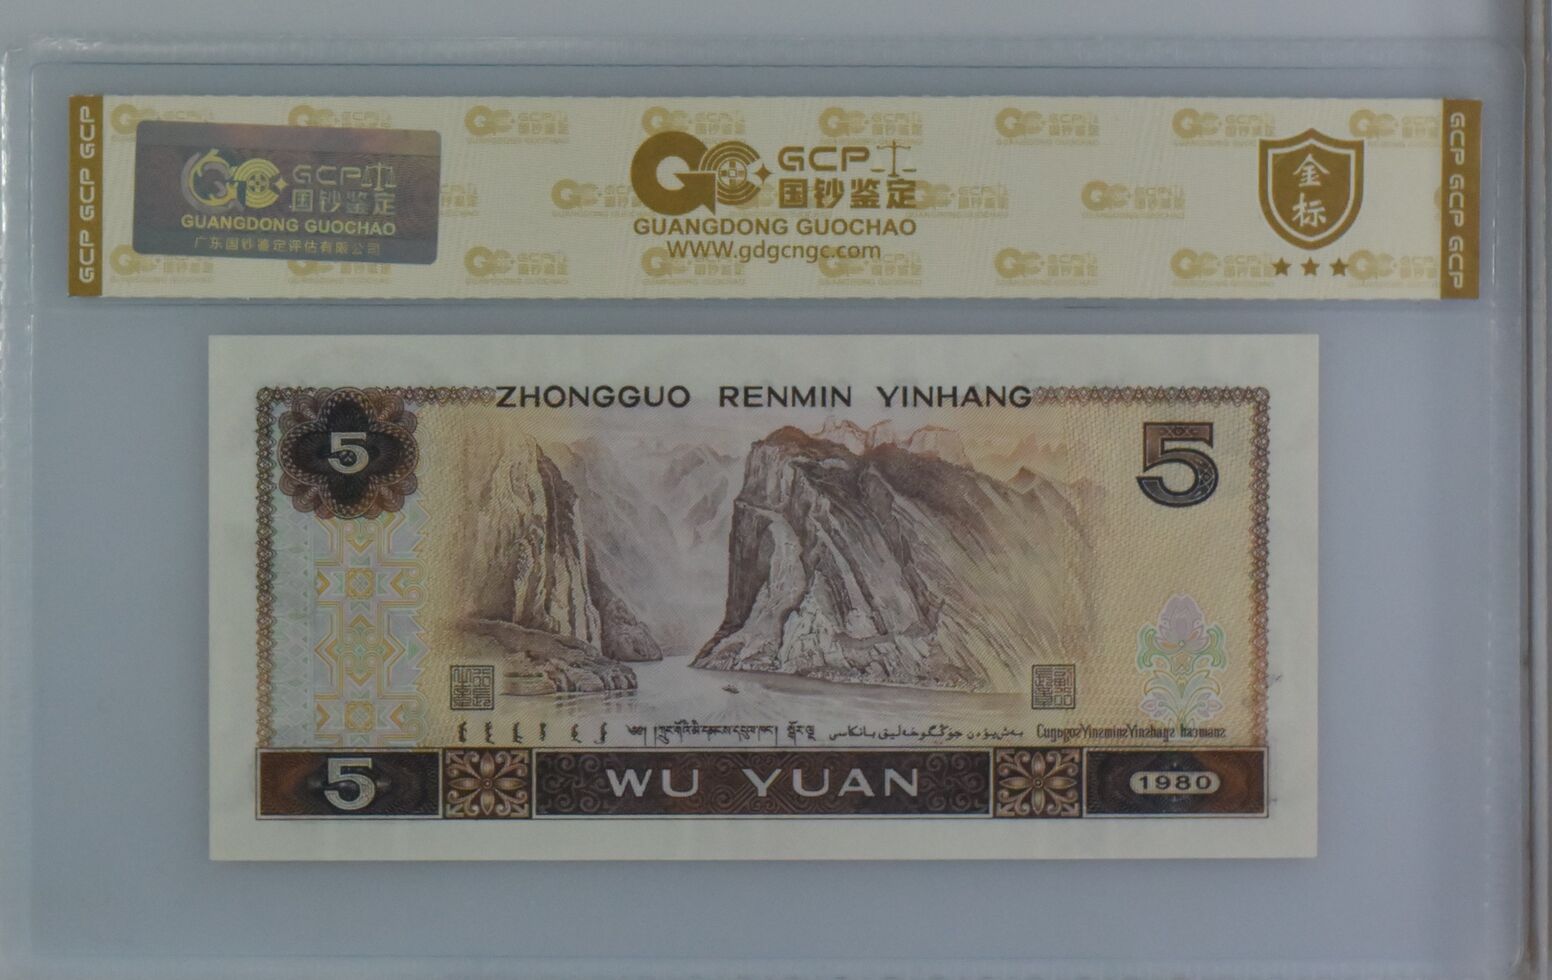 GCP GCP GCP
GCP
国钞鉴定
GUANGDONG GUOCHAO
广东国钞鉴定评估有限公司
GCP
国钞鉴定
GUANGDONG GUOCHAO
WWW.gdgcngc.com
金标
GCP GCP GCP
ZHONGGUO RENMIN YINHANG
5
5
5
WU YUAN
1980